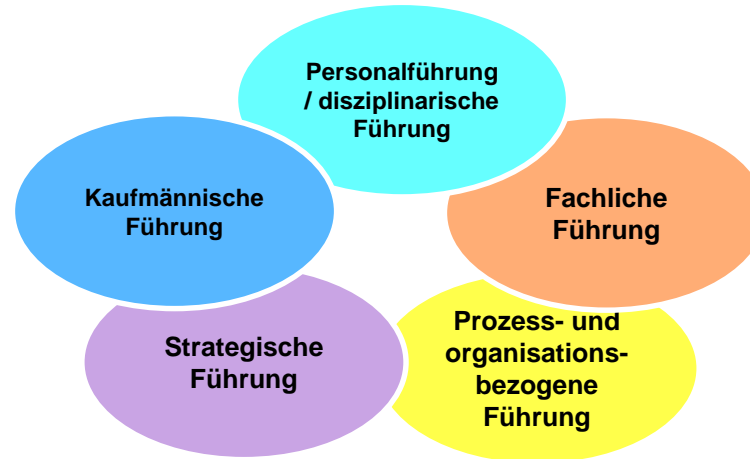 Personalführung
/ disziplinarische
Führung
Kaufmännische
Führung
Fachliche
Führung
Strategische
Führung
Prozess- und
organisations-
bezogene
Führung